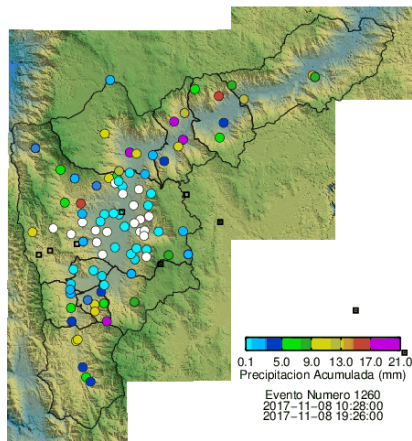 0.1 5.0 9.0 13.0 17.0 21.0
Precipitacion Acumulada (mm)
Evento Numero 1260
2017-11-08 10:28:00
2017-11-08 19:26:00